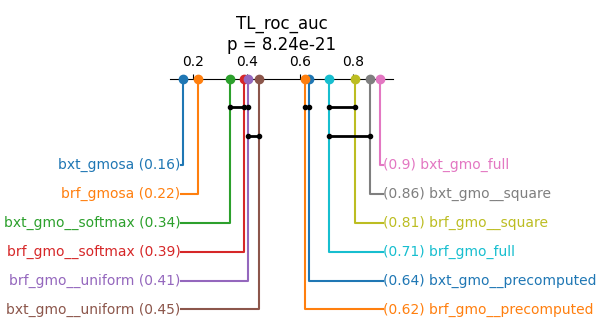 TL_roc_auc
p = 8.24e-21
0.2 0.4 0.6 0.8
bxt_gmosa (0.16)
(0.9) bxt_gmo_full
brf_gmosa (0.22)
(0.86) bxt_gmo__square
bxt_gmo__softmax (0.34)
(0.81) brf_gmo__square
brf_gmo__softmax (0.39)
(0.71) brf_gmo_full
brf_gmo__uniform (0.41)
(0.64) bxt_gmo__precomputed
bxt_gmo__uniform (0.45)
(0.62) brf_gmo__precomputed